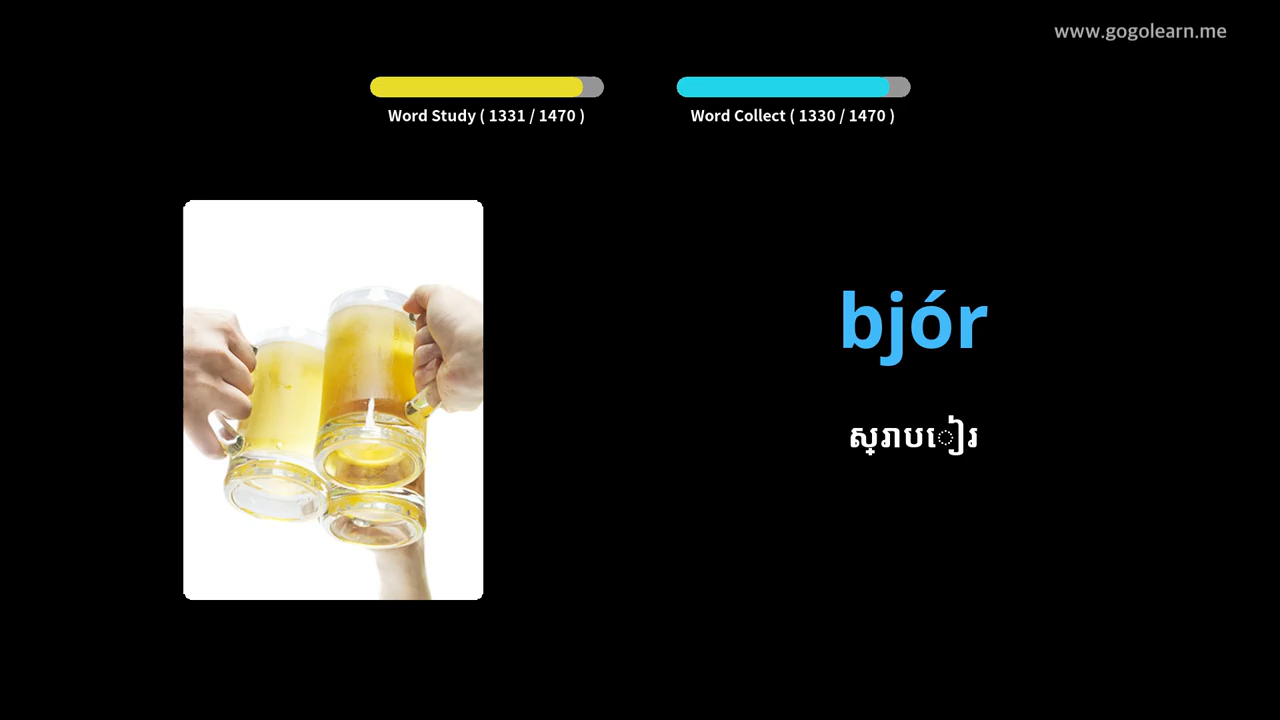 www.gogolearn.me
Word Study ( 1331 / 1470 )
Word Collect ( 1330 / 1470 )
bjór
ស្រាបៀរ